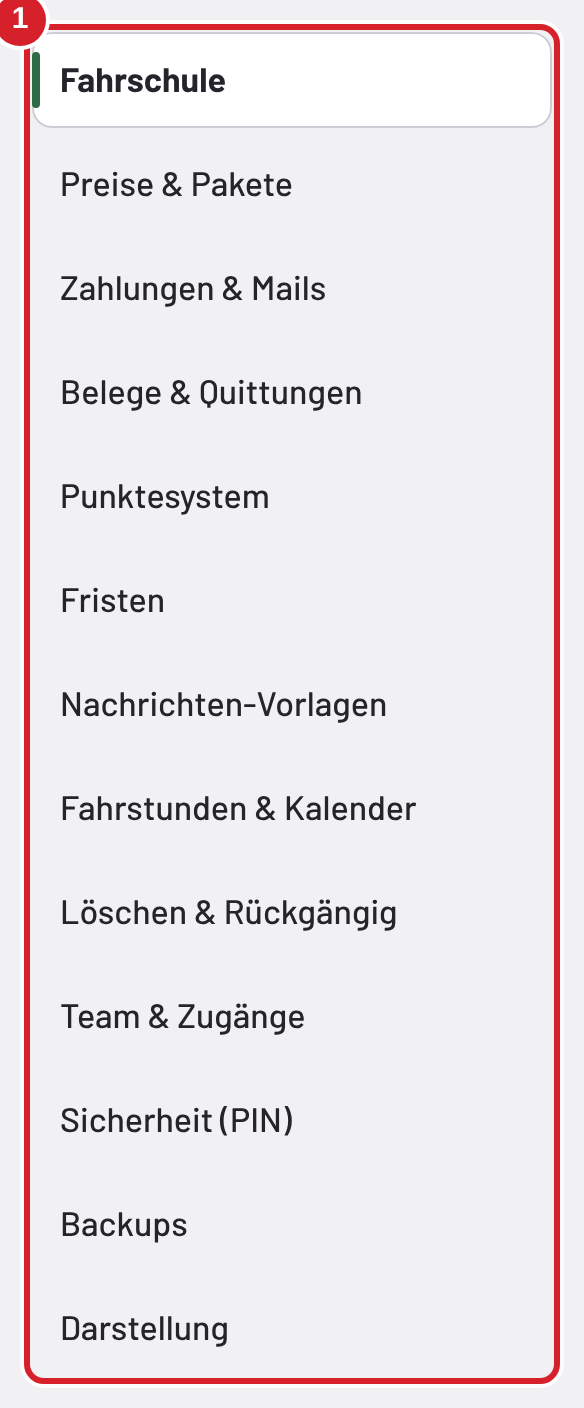 1
Fahrschule
Preise & Pakete
Zahlungen & Mails
Belege & Quittungen
Punktesystem
Fristen
Nachrichten-Vorlagen
Fahrstunden & Kalender
Löschen & Rückgängig
Team & Zugänge
Sicherheit (PIN)
Backups
Darstellung